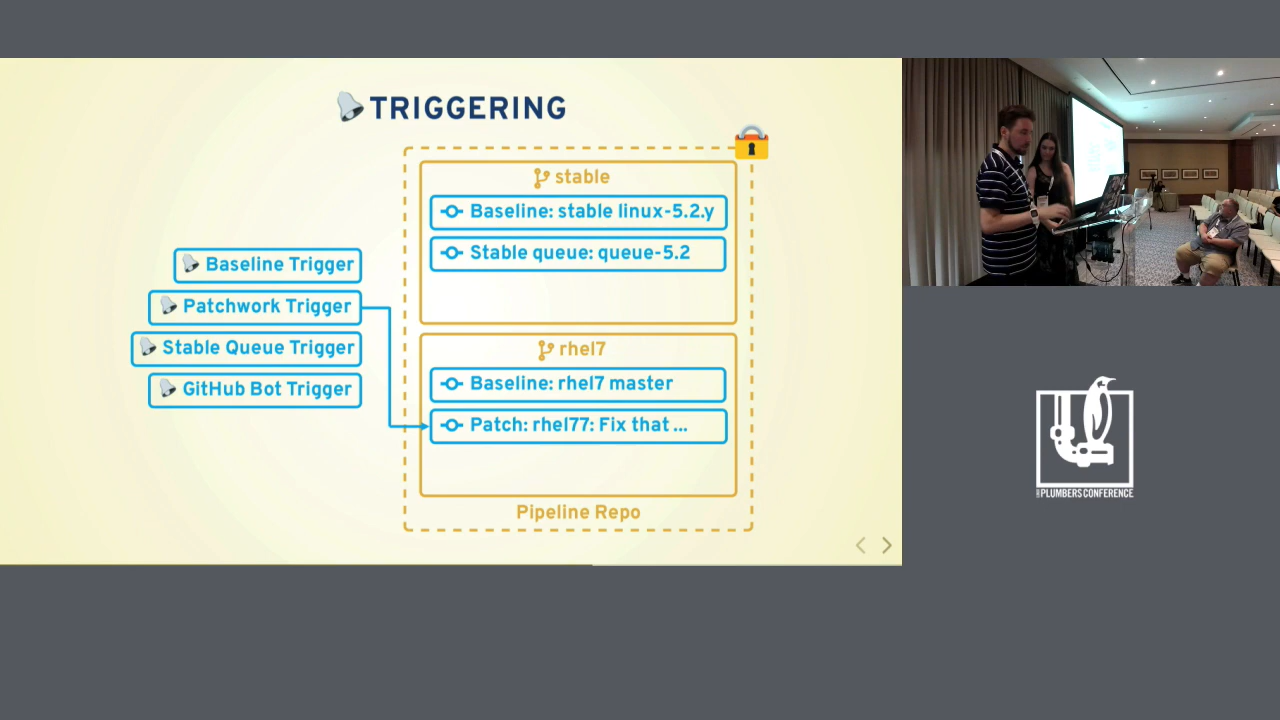 TRIGGERING
stable
Baseline: stable linux-5.2.y
Stable queue: queue-5.2
Baseline Trigger
Patchwork Trigger
Stable Queue Trigger
GitHub Bot Trigger
rhel7
Baseline: rhel7 master
Patch: rhel77: Fix that ...
Pipeline Repo
PLUMBERS CONFERENCE